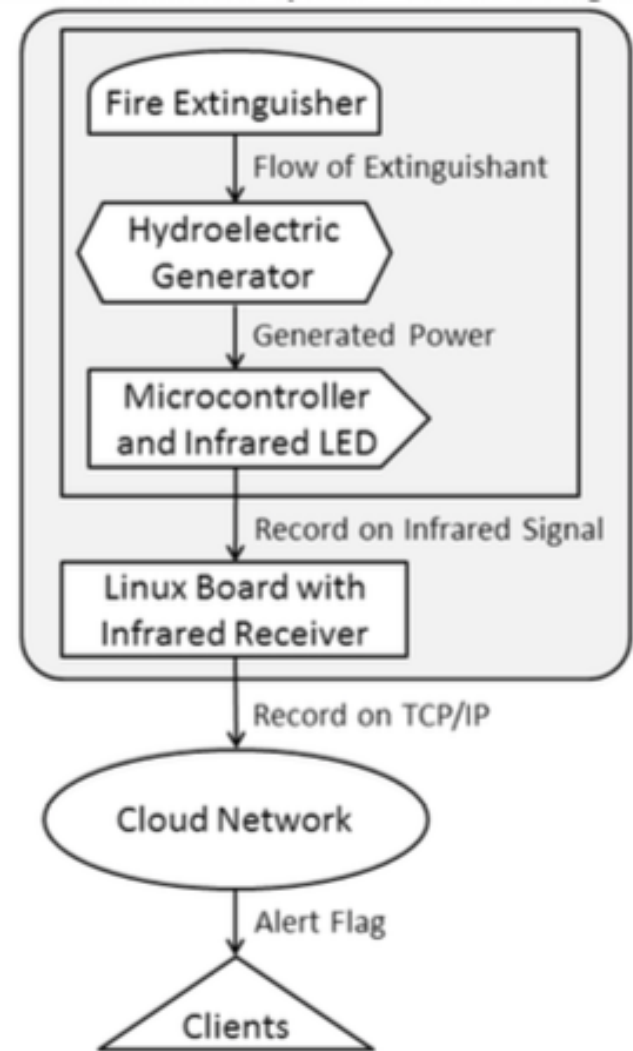 Fire Extinguisher
Flow of Extinguishant
Hydroelectric
Generator
Generated Power
Microcontroller
and Infrared LED
Record on Infrared Signal
Linux Board with
Infrared Receiver
Record on TCP/IP
Cloud Network
Alert Flag
Clients